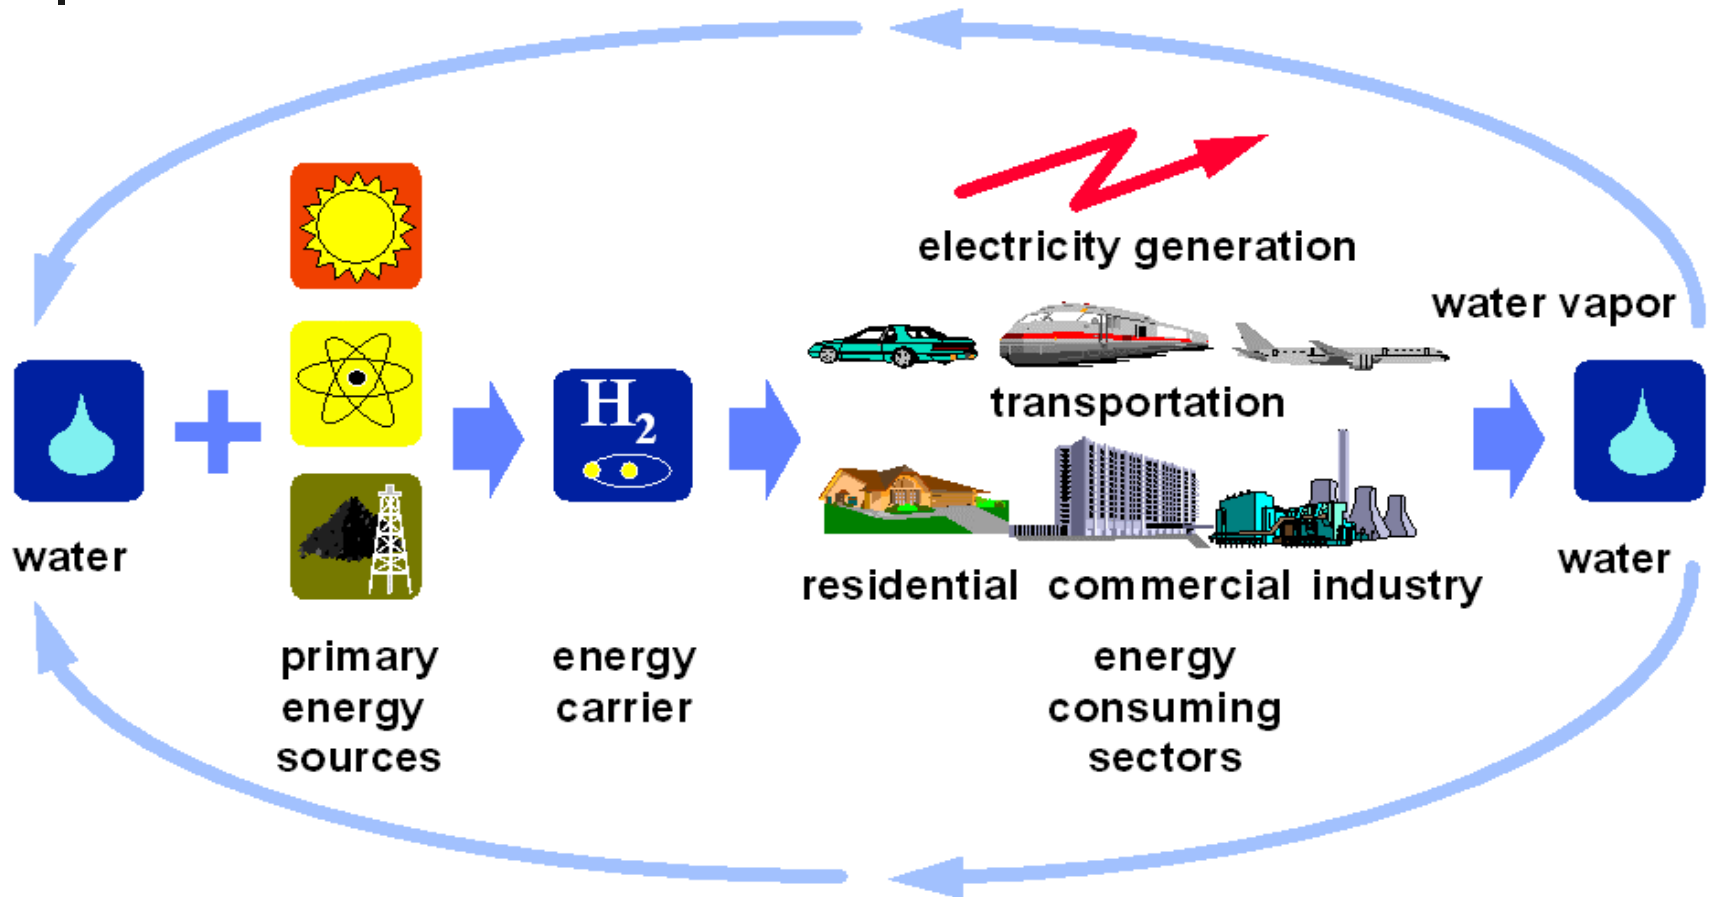 electricity generation
water vapor
H2
transportation
water
water
residential commercial industry
primary
energy
sources
energy
carrier
energy
consuming
sectors